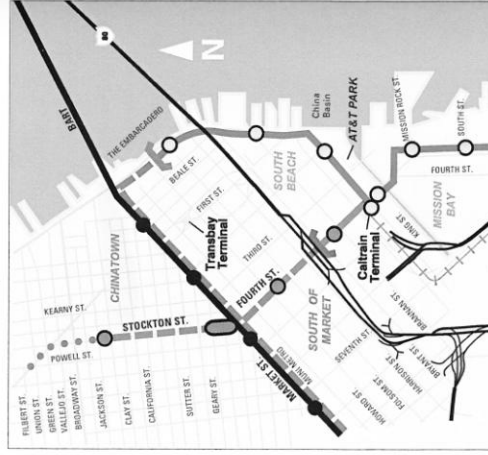 BART
80
N
THE EMBARCADERO
BEALE ST.
FIRST ST.
SOUTH BEACH
China Basin
AT&T PARK
MISSION ROCK ST.
SOUTH ST.
FOURTH ST.
MISSION BAY
KING ST.
Caltrain Terminal
THIRD ST.
Transbay Terminal
CHINATOWN
FOURTH ST.
KEARNY ST.
STOCKTON ST.
POWELL ST.
SOUTH OF MARKET
MUNI METRO
MARKET ST.
SEVENTH ST.
HOWARD ST.
FOLSOM ST.
HARRISON ST.
BRYANT ST.
BRANNAN ST.
FILBERT ST.
UNION ST.
GREEN ST.
VALLEJO ST.
BROADWAY ST.
JACKSON ST.
CLAY ST.
CALIFORNIA ST.
SUTTER ST.
GEARY ST.